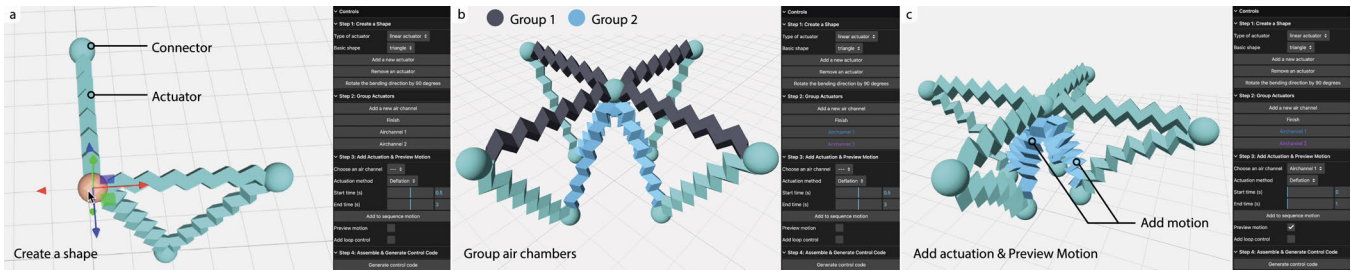 a
Connector
Actuator
Create a shape
Controls
Step 1: Create a Shape
Type of actuator linear actuator
Basic shape triangle
Add a new actuator
Remove an actuator
Rotate the bending direction by 90 degrees
Step 2: Group Actuators
Add a new air channel
Finish
Airchannel 1
Airchannel 2
Step 3: Add Actuation & Preview Motion
Choose an air channel ---
Actuation method Deflation
Start time (s) 0.5
End time (s) 3
Add to sequence motion
Preview motion
Add loop control
Step 4: Assemble & Generate Control Code
Generate control code
b
Group 1 Group 2
Group air chambers
Controls
Step 1: Create a Shape
Type of actuator linear actuator
Basic shape triangle
Add a new actuator
Remove an actuator
Rotate the bending direction by 90 degrees
Step 2: Group Actuators
Add a new air channel
Finish
Airchannel 1
Airchannel 2
Step 3: Add Actuation & Preview Motion
Choose an air channel ---
Actuation method Deflation
Start time (s) 0.5
End time (s) 3
Add to sequence motion
Preview motion
Add loop control
Step 4: Assemble & Generate Control Code
Generate control code
c
Add motion
Add actuation & Preview Motion
Controls
Step 1: Create a Shape
Type of actuator linear actuator
Basic shape triangle
Add a new actuator
Remove an actuator
Rotate the bending direction by 90 degrees
Step 2: Group Actuators
Add a new air channel
Finish
Airchannel 1
Airchannel 2
Step 3: Add Actuation & Preview Motion
Choose an air channel Airchannel 1
Actuation method Deflation
Start time (s) 0
End time (s) 1
Add to sequence motion
Preview motion
Add loop control
Step 4: Assemble & Generate Control Code
Generate control code